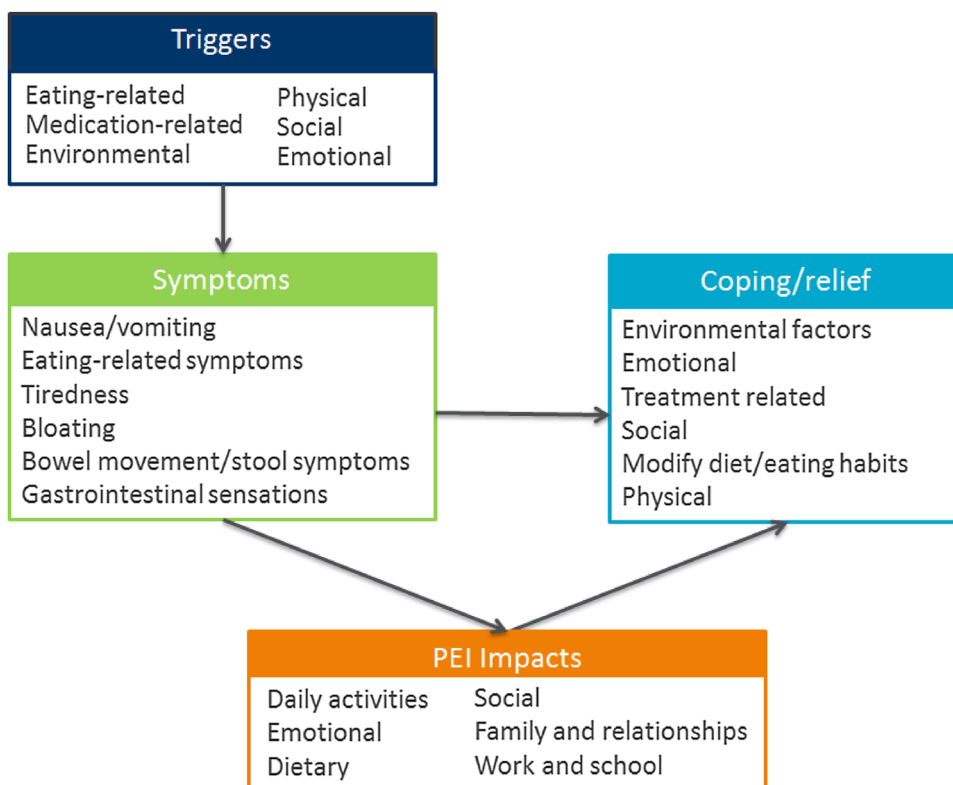 Triggers
Eating-related
Medication-related
Environmental
Physical
Social
Emotional
Symptoms
Nausea/vomiting
Eating-related symptoms
Tiredness
Bloating
Bowel movement/stool symptoms
Gastrointestinal sensations
Coping/relief
Environmental factors
Emotional
Treatment related
Social
Modify diet/eating habits
Physical
PEI Impacts
Daily activities
Emotional
Dietary
Social
Family and relationships
Work and school